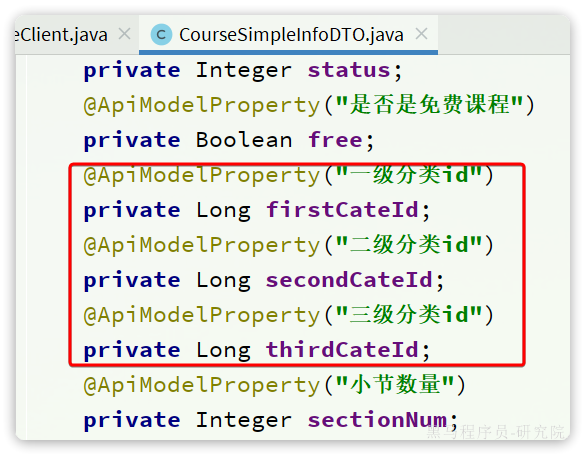 eClient.java
CourseSimpleInfoDTO.java
private Integer status;
@ApiModelProperty("是否是免费课程")
private Boolean free;
@ApiModelProperty("一级分类id")
private Long firstCateId;
@ApiModelProperty("二级分类id")
private Long secondCateId;
@ApiModelProperty("三级分类id")
private Long thirdCateId;
@ApiModelProperty("小节数量")
private Integer sectionNum;
黑马程序员-研究院